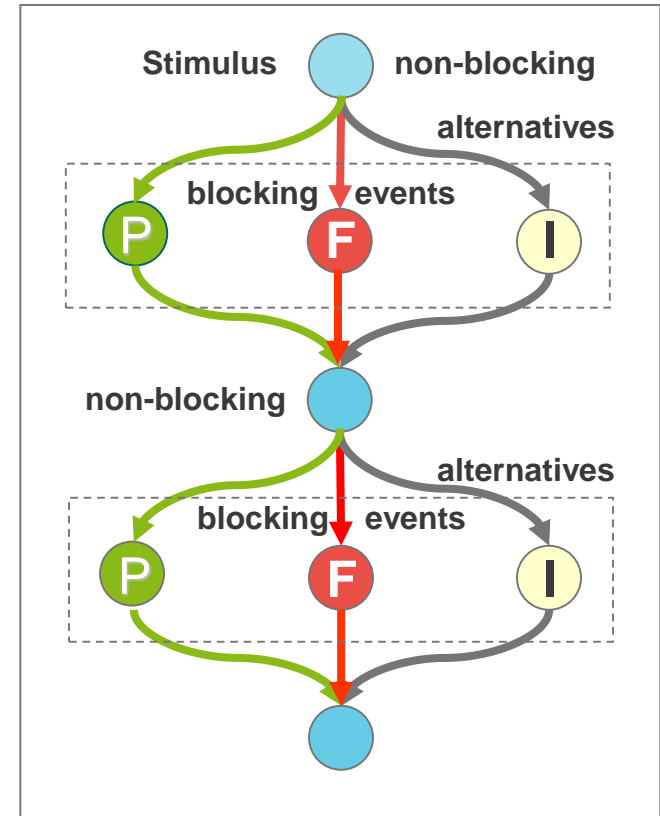 Stimulus non-blocking
alternatives
blocking events
P F I
non-blocking
alternatives
blocking events
P F I